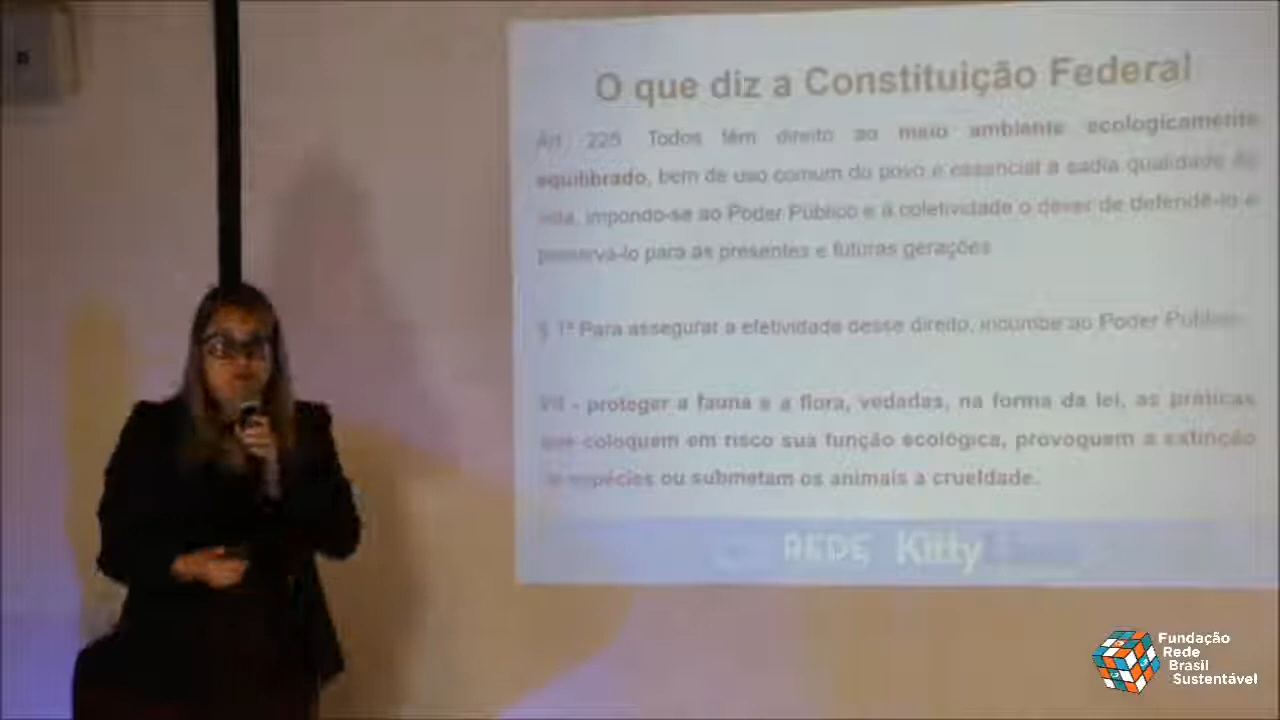 O que diz a Constituição Federal
Art. 225. Todos têm direito ao meio ambiente ecologicamente
equilibrado, bem de uso comum do povo e essencial a sadia qualidade de
vida, impondo-se ao Poder Público e a coletividade o dever de defendê-lo e
preservá-lo para as presentes e futuras gerações
§ 1º Para assegurar a efetividade desse direito, incumbe ao Poder Público
VII - proteger a fauna e a flora, vedadas, na forma da lei, as práticas
que coloquem em risco sua função ecológica, provoquem a extinção
de espécies ou submetam os animais a crueldade.
REDE Kitty
Fundação
Rede
Brasil
Sustentável